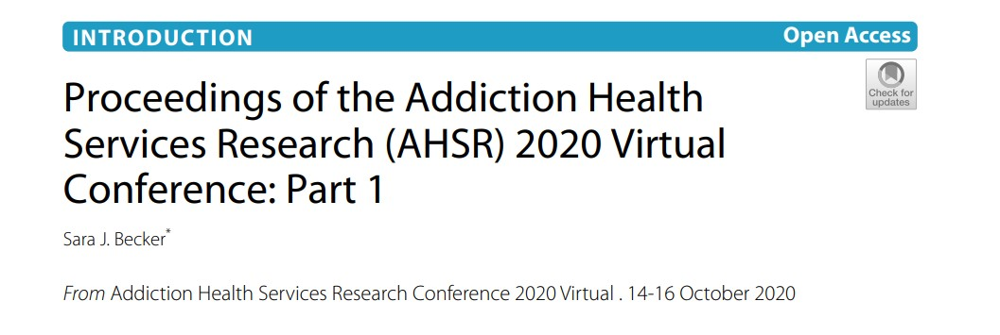 INTRODUCTION
Open Access
Check for
updates
Proceedings of the Addiction Health
Services Research (AHSR) 2020 Virtual
Conference: Part 1
Sara J. Becker*
From Addiction Health Services Research Conference 2020 Virtual . 14-16 October 2020